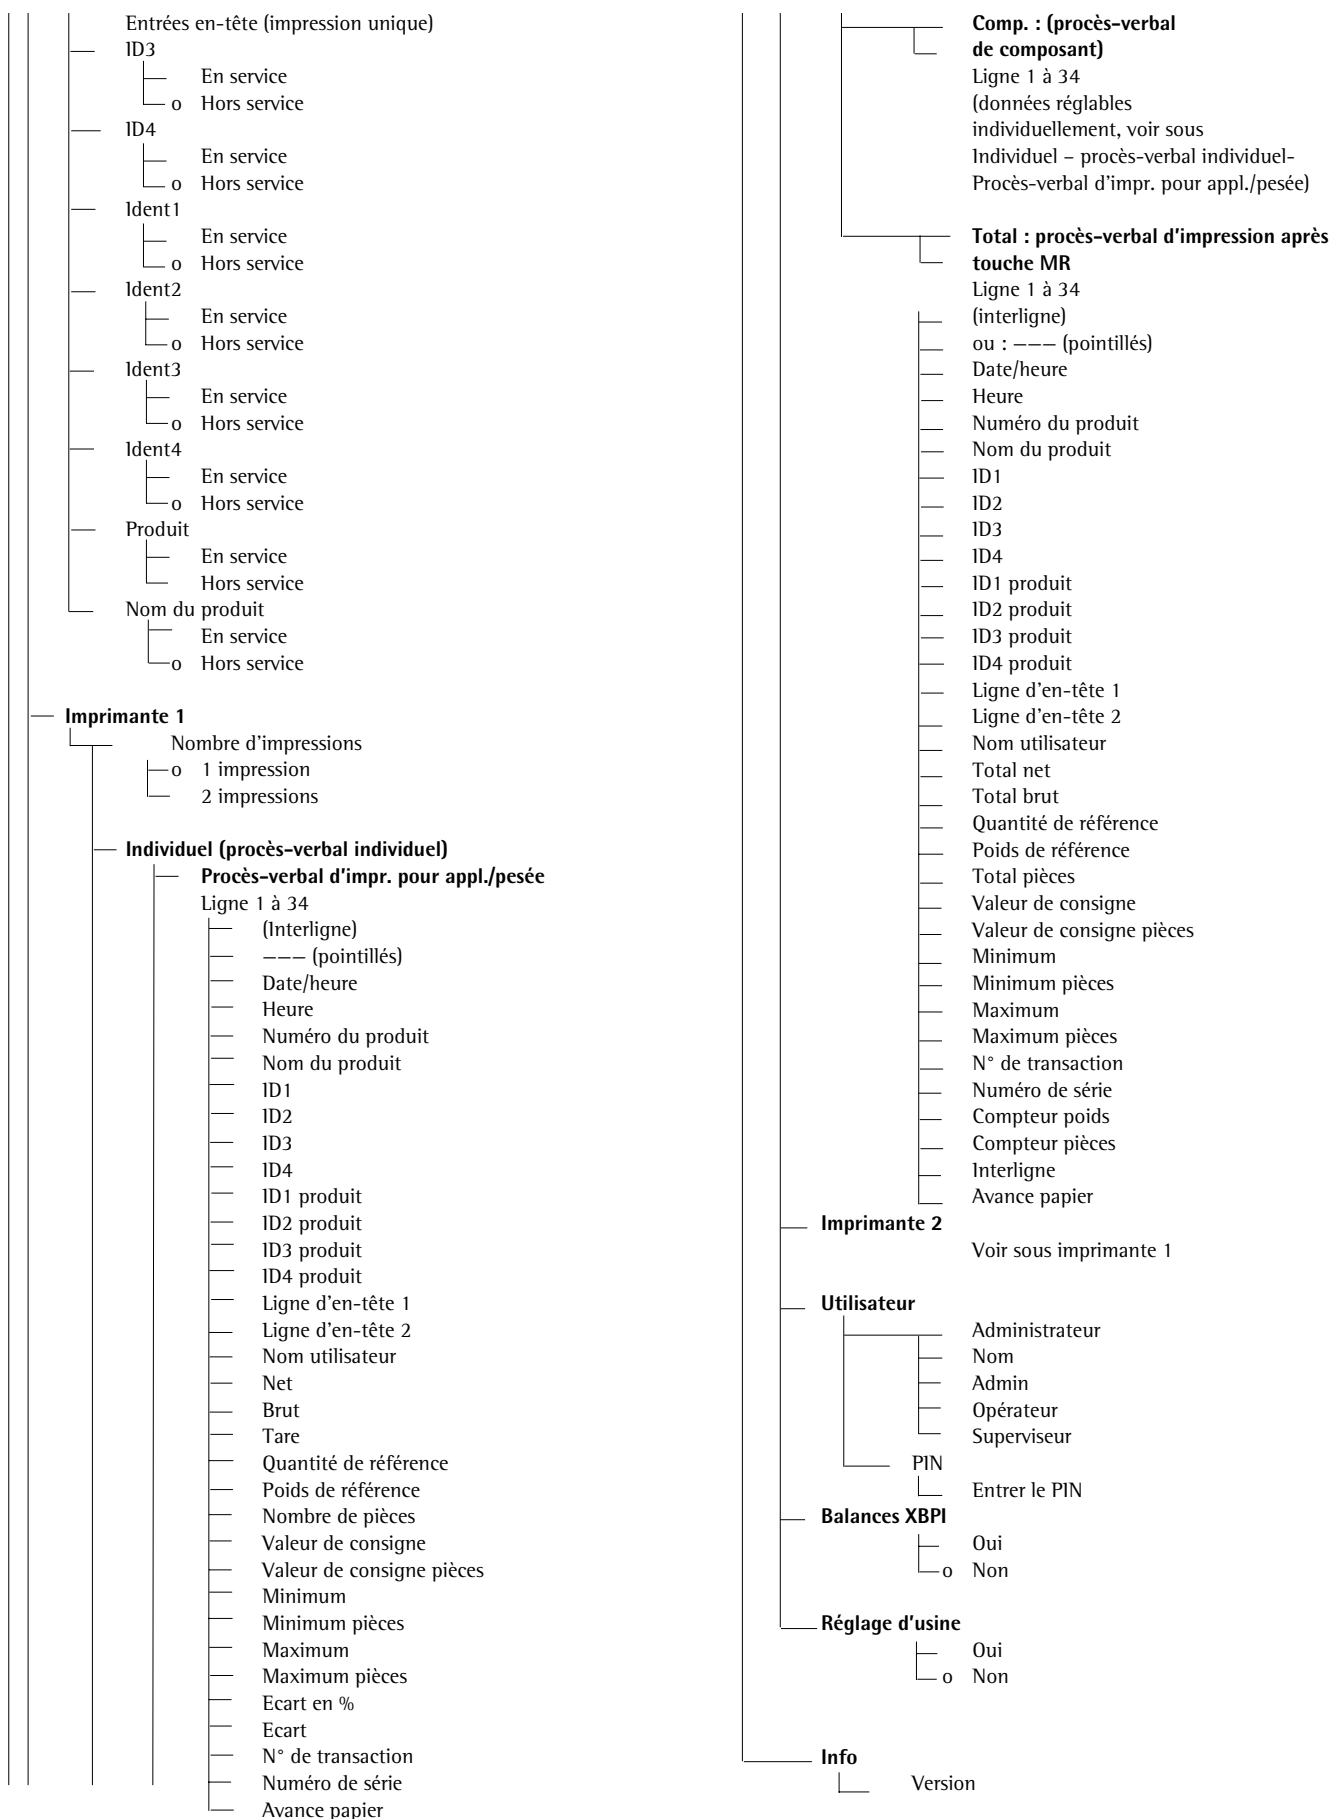 Entrées en-tête (impression unique)
ID3
En service
o Hors service
ID4
En service
o Hors service
Ident1
En service
o Hors service
Ident2
En service
o Hors service
Ident3
En service
o Hors service
Ident4
En service
o Hors service
Produit
En service
Hors service
Nom du produit
En service
o Hors service
Imprimante 1
Nombre d'impressions
o 1 impression
2 impressions
Individuel (procès-verbal individuel)
Procès-verbal d'impr. pour appl./pesée
Ligne 1 à 34
(Interligne)
––– (pointillés)
Date/heure
Heure
Numéro du produit
Nom du produit
ID1
ID2
ID3
ID4
ID1 produit
ID2 produit
ID3 produit
ID4 produit
Ligne d'en-tête 1
Ligne d'en-tête 2
Nom utilisateur
Net
Brut
Tare
Quantité de référence
Poids de référence
Nombre de pièces
Valeur de consigne
Valeur de consigne pièces
Minimum
Minimum pièces
Maximum
Maximum pièces
Ecart en %
Ecart
N° de transaction
Numéro de série
Avance papier
Comp. : (procès-verbal
de composant)
Ligne 1 à 34
(données réglables
individuellement, voir sous
Individuel – procès-verbal individuel-
Procès-verbal d'impr. pour appl./pesée)
Total : procès-verbal d'impression après
touche MR
Ligne 1 à 34
(interligne)
ou : ––– (pointillés)
Date/heure
Heure
Numéro du produit
Nom du produit
ID1
ID2
ID3
ID4
ID1 produit
ID2 produit
ID3 produit
ID4 produit
Ligne d'en-tête 1
Ligne d'en-tête 2
Nom utilisateur
Total net
Total brut
Quantité de référence
Poids de référence
Total pièces
Valeur de consigne
Valeur de consigne pièces
Minimum
Minimum pièces
Maximum
Maximum pièces
N° de transaction
Numéro de série
Compteur poids
Compteur pièces
Interligne
Avance papier
Imprimante 2
Voir sous imprimante 1
Utilisateur
Administrateur
Nom
Admin
Opérateur
Superviseur
PIN
Entrer le PIN
Balances XBPI
Oui
o Non
Réglage d'usine
Oui
o Non
Info
Version